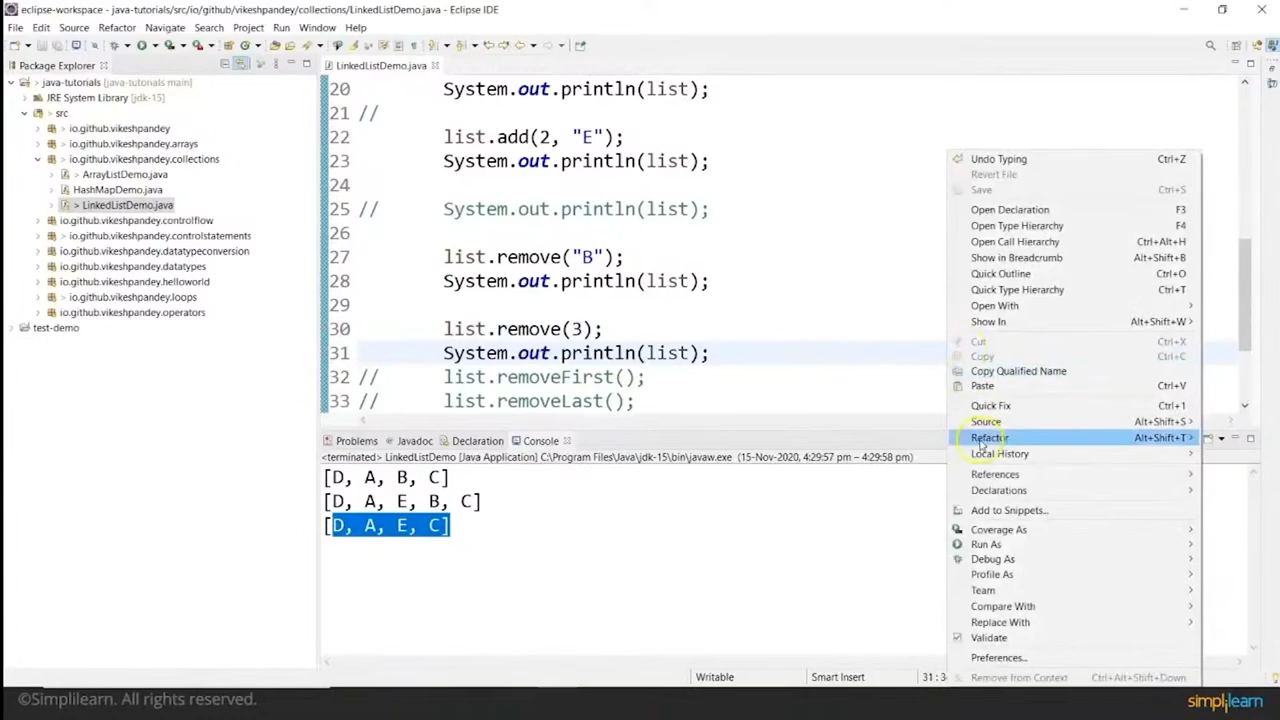 eclipse-workspace - java-tutorials/src/io/github/vikeshpandey/collections/LinkedListDemo.java - Eclipse IDE
File Edit Source Refactor Navigate Search Project Run Window Help
Package Explorer
java-tutorials [java-tutorials main]
JRE System Library [jdk-15]
src
> io.github.vikeshpandey
> io.github.vikeshpandey.arrays
> io.github.vikeshpandey.collections
> ArrayListDemo.java
HashMapDemo.java
> LinkedListDemo.java
io.github.vikeshpandey.controlflow
> io.github.vikeshpandey.controlstatements
io.github.vikeshpandey.datatypeconversion
io.github.vikeshpandey.datatypes
io.github.vikeshpandey.helloworld
> io.github.vikeshpandey.loops
io.github.vikeshpandey.operators
test-demo
LinkedListDemo.java
20 System.out.println(list);
21 //
22 list.add(2, "E");
23 System.out.println(list);
24
25 // System.out.println(list);
26
27 list.remove("B");
28 System.out.println(list);
29
30 list.remove(3);
31 System.out.println(list);
32 // list.removeFirst();
33 // list.removeLast();
Problems Javadoc Declaration Console
<terminated> LinkedListDemo [Java Application] C:\Program Files\Java\jdk-15\bin\javaw.exe (15-Nov-2020, 4:29:57 pm – 4:29:58 pm)
[D, A, B, C]
[D, A, E, B, C]
[D, A, E, C]
Undo Typing Ctrl+Z
Revert File
Save Ctrl+S
Open Declaration F3
Open Type Hierarchy F4
Open Call Hierarchy Ctrl+Alt+H
Show in Breadcrumb Alt+Shift+B
Quick Outline Ctrl+O
Quick Type Hierarchy Ctrl+T
Open With
Show In Alt+Shift+W
Cut Ctrl+X
Copy Ctrl+C
Copy Qualified Name
Paste Ctrl+V
Quick Fix Ctrl+1
Source Alt+Shift+S
Refactor Alt+Shift+T
Local History
References
Declarations
Add to Snippets...
Coverage As
Run As
Debug As
Profile As
Team
Compare With
Replace With
Validate
Preferences...
Remove from Context Ctrl+Alt+Shift+Down
Writable Smart Insert 31 : 3
©Simplilearn. All rights reserved.
simplilearn